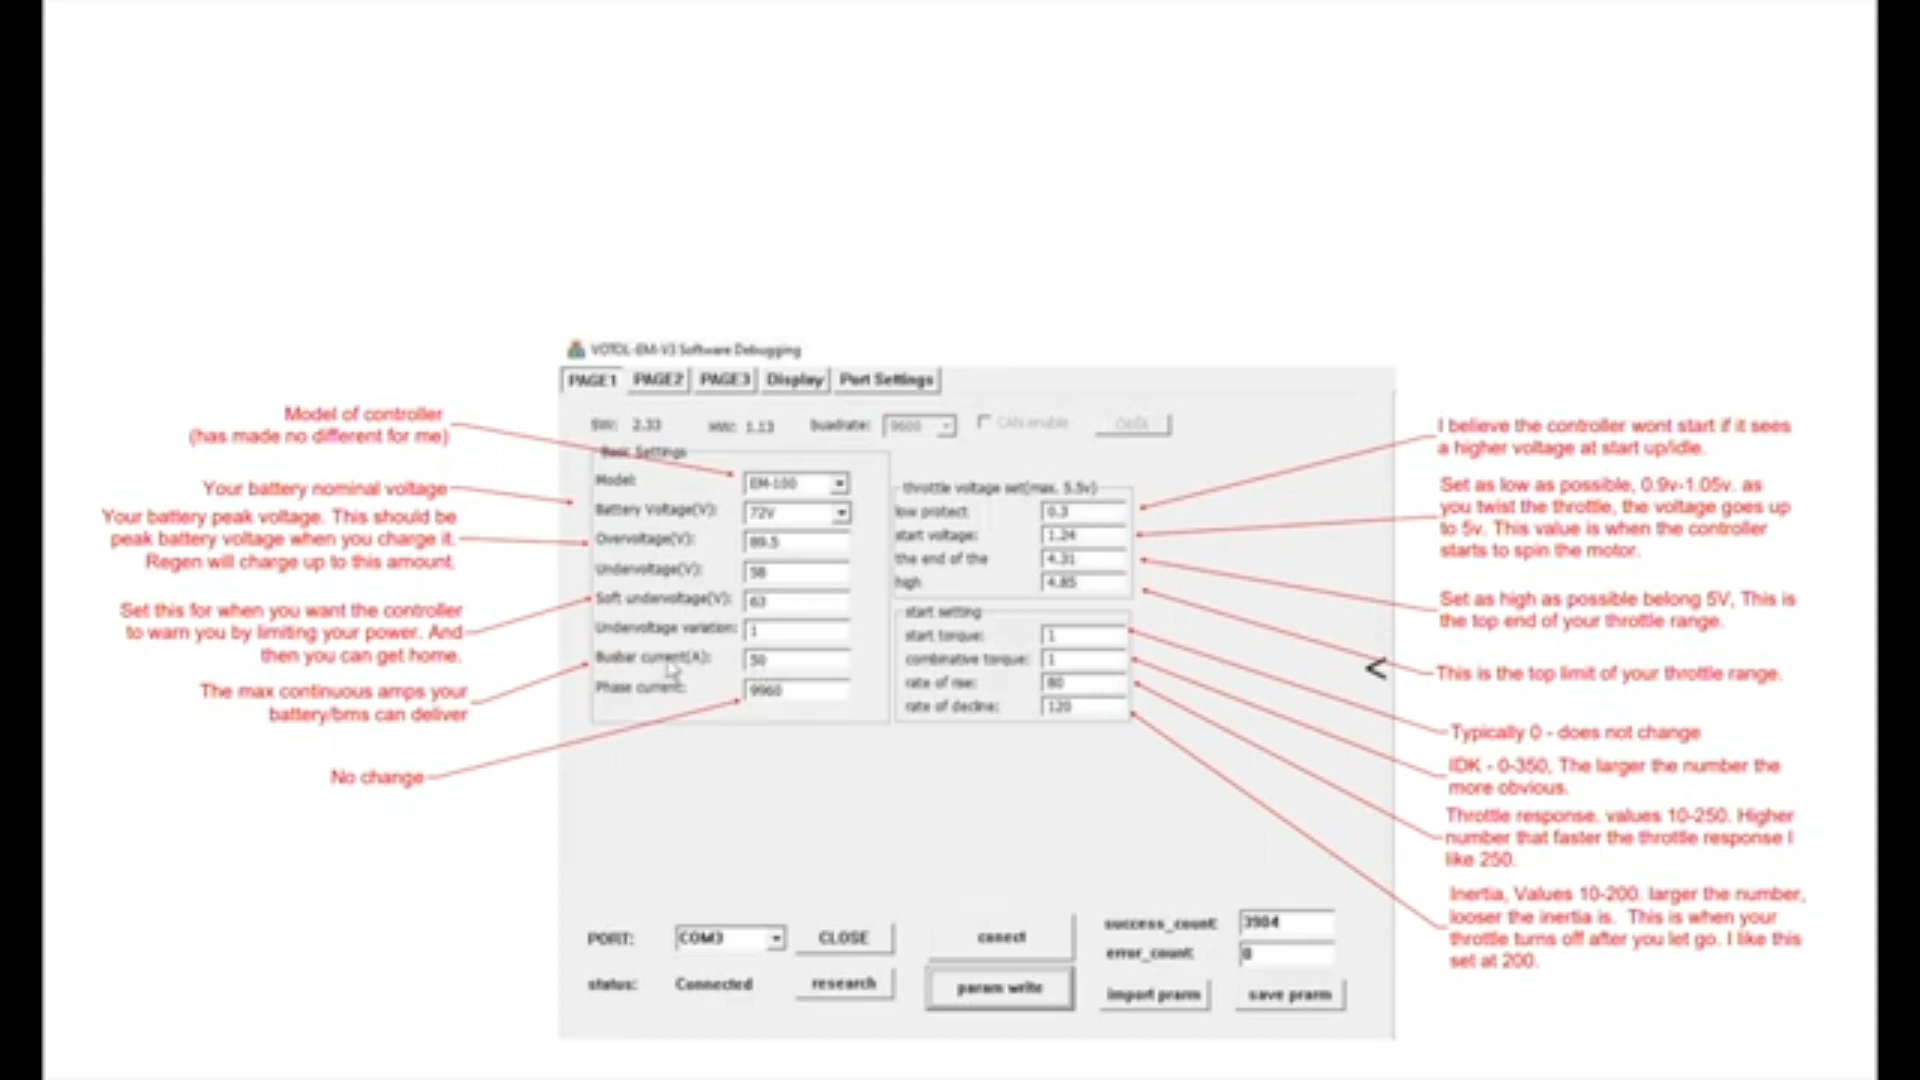 VOTOL-EM-V3 Software Debugging
PAGE1 PAGE2 PAGE3 Display Port Settings
SW: 2.33 HW: 1.13 buadrate: 9600 CAN enable
Basic Settings
Model: EM-100
Battery Voltage(V): 72V
Overvoltage(V): 89.5
Undervoltage(V): 58
Soft undervoltage(V): 63
Undervoltage variation: 1
Busbar current(A): 50
Phase current: 9960
throttle voltage set(max. 5.5v)
low protect 0.3
start voltage: 1.24
the end of the 4.31
high 4.85
start setting
start torque: 1
combinative torque: 1
rate of rise: 80
rate of decline: 120
PORT: COM3 CLOSE conect
status: Connected research param write
success_count: 3984
error_count: 0
import prarm save prarm
Model of controller
(has made no different for me)
Your battery nominal voltage
Your battery peak voltage. This should be
peak battery voltage when you charge it.
Regen will charge up to this amount.
Set this for when you want the controller
to warn you by limiting your power. And
then you can get home.
The max continuous amps your
battery/bms can deliver
No change
I believe the controller wont start if it sees
a higher voltage at start up/idle.
Set as low as possible, 0.9v-1.05v. as
you twist the throttle, the voltage goes up
to 5v. This value is when the controller
starts to spin the motor.
Set as high as possible belong 5V, This is
the top end of your throttle range.
<
This is the top limit of your throttle range.
Typically 0 - does not change
IDK - 0-350, The larger the number the
more obvious.
Throttle response. values 10-250. Higher
number that faster the throttle response I
like 250.
Inertia, Values 10-200. larger the number,
looser the inertia is. This is when your
throttle turns off after you let go. I like this
set at 200.